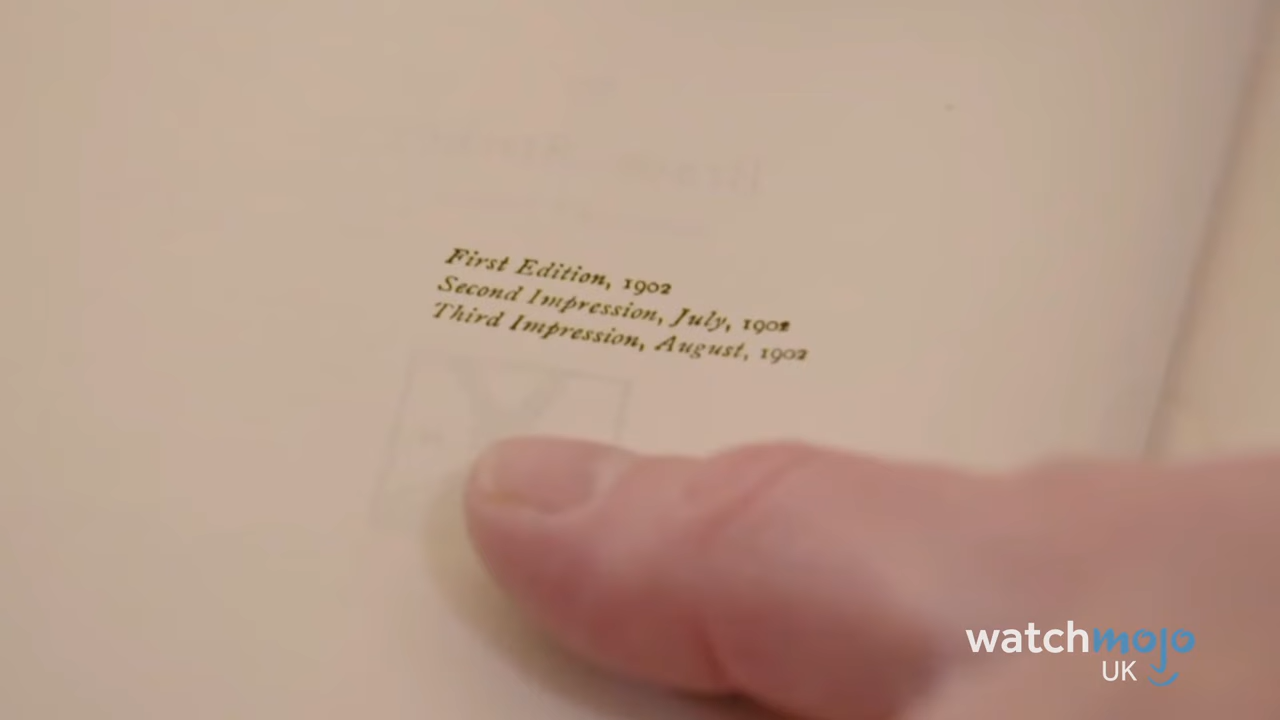 First Edition, 1902
Second Impression, July, 1902
Third Impression, August, 1902
watchmojo
UK